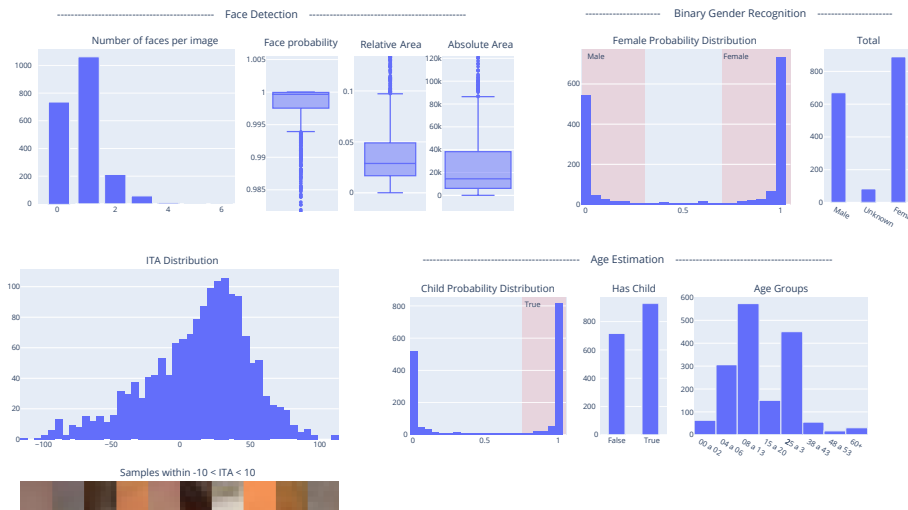 Face Detection
Binary Gender Recognition
Number of faces per image
Face probability
Relative Area
Absolute Area
Female Probability Distribution
Total
1000
800
600
400
200
0
0
2
4
6
1.005
1
0.995
0.99
0.985
0.1
0.05
0
120k
100k
80k
60k
40k
20k
0
Male
Female
600
400
200
0
0
0.5
1
800
600
400
200
0
Male
Unknown
ITA Distribution
Age Estimation
100
80
60
40
20
0
−100
−50
0
50
100
Child Probability Distribution
Has Child
Age Groups
True
800
600
400
200
0
0
0.5
1
800
600
400
200
0
False
True
600
500
400
300
200
100
0
00 a 02
04 a 06
08 a 13
15 a 20
25 a 3
38 a 43
48 a 53
60+
Samples within -10 < ITA < 10